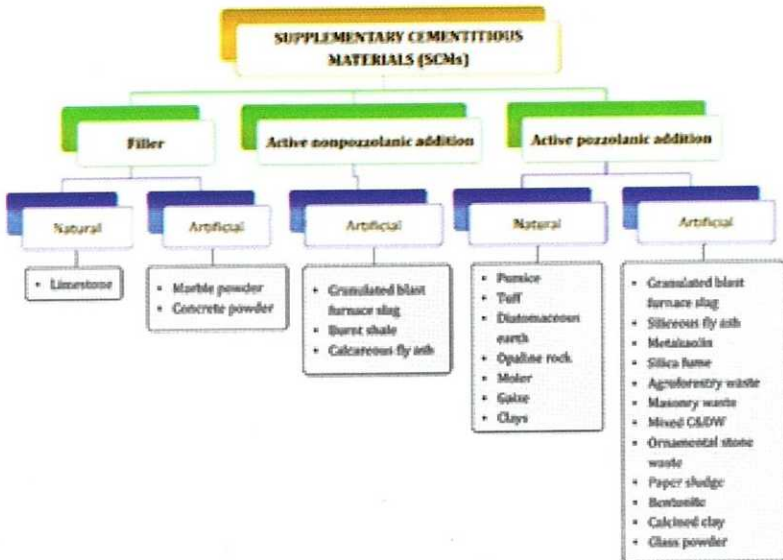 SUPPLEMENTARY CEMENTITIOUS
MATERIALS (SCMs)
Filler
Active nonpozzolanic addition
Active pozzolanic addition
Natural
Artificial
Artificial
Natural
Artificial
• Limestone
• Marble powder
• Concrete powder
• Granulated blast
furnace slag
• Burnt shale
• Calcareous fly ash
• Pumice
• Tuff
• Diatomaceous
earth
• Opaline rock
• Moler
• Gaize
• Clays
• Granulated blast
furnace slag
• Siliceous fly ash
• Metakaolin
• Silica fume
• Agroforestry waste
• Masonry waste
• Mixed C&DW
• Ornamental stone
waste
• Paper sludge
• Bentonite
• Calcined clay
• Glass powder